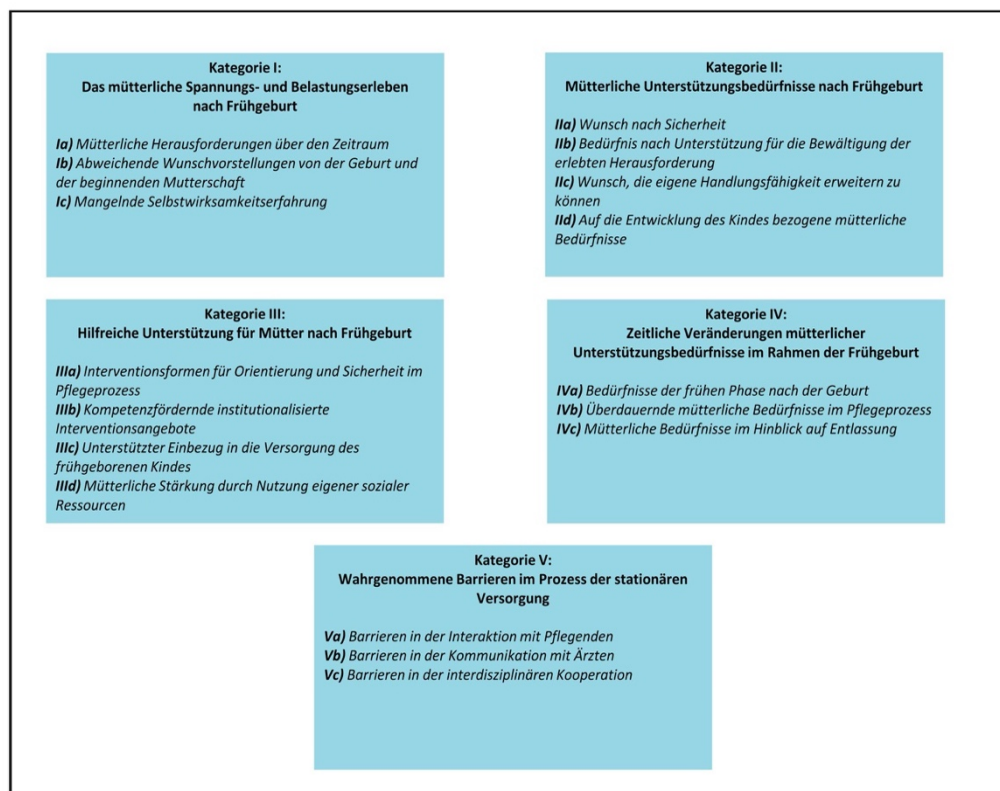 Kategorie I:
Das mütterliche Spannungs- und Belastungserleben
nach Frühgeburt
Ia) Mütterliche Herausforderungen über den Zeitraum
Ib) Abweichende Wunschvorstellungen von der Geburt und
der beginnenden Mutterschaft
Ic) Mangelnde Selbstwirksamkeitserfahrung
Kategorie II:
Mütterliche Unterstützungsbedürfnisse nach Frühgeburt
IIa) Wunsch nach Sicherheit
IIb) Bedürfnis nach Unterstützung für die Bewältigung der
erlebten Herausforderung
IIc) Wunsch, die eigene Handlungsfähigkeit erweitern zu
können
IId) Auf die Entwicklung des Kindes bezogene mütterliche
Bedürfnisse
Kategorie III:
Hilfreiche Unterstützung für Mütter nach Frühgeburt
IIIa) Interventionsformen für Orientierung und Sicherheit im
Pflegeprozess
IIIb) Kompetenzfördernde institutionalisierte
Interventionsangebote
IIIc) Unterstützter Einbezug in die Versorgung des
frühgeborenen Kindes
IIId) Mütterliche Stärkung durch Nutzung eigener sozialer
Ressourcen
Kategorie IV:
Zeitliche Veränderungen mütterlicher
Unterstützungsbedürfnisse im Rahmen der Frühgeburt
IVa) Bedürfnisse der frühen Phase nach der Geburt
IVb) Überdauernde mütterliche Bedürfnisse im Pflegeprozess
IVc) Mütterliche Bedürfnisse im Hinblick auf Entlassung
Kategorie V:
Wahrgenommene Barrieren im Prozess der stationären
Versorgung
Va) Barrieren in der Interaktion mit Pflegenden
Vb) Barrieren in der Kommunikation mit Ärzten
Vc) Barrieren in der interdisziplinären Kooperation